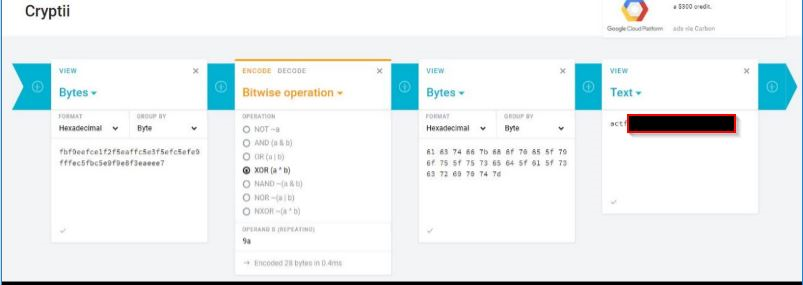 Cryptii
a $300 credit.
Google Cloud Platform ads via Carbon
VIEW
Bytes
FORMAT GROUP BY
Hexadecimal Byte
fbf9eefce1f2f5eaffc5e3f5efc5efe9
fffec5fbc5e9f9e8f3eaeee7
ENCODE DECODE
Bitwise operation
OPERATION
NOT ~a
AND (a & b)
OR (a | b)
XOR (a ^ b)
NAND ~(a & b)
NOR ~(a | b)
NXOR ~(a ^ b)
OPERAND B (REPEATING)
9a
→ Encoded 28 bytes in 0.4ms
VIEW
Bytes
FORMAT GROUP BY
Hexadecimal Byte
61 63 74 66 7b 68 6f 70 65 5f 79
6f 75 5f 75 73 65 64 5f 61 5f 73
63 72 69 70 74 7d
VIEW
Text
actf